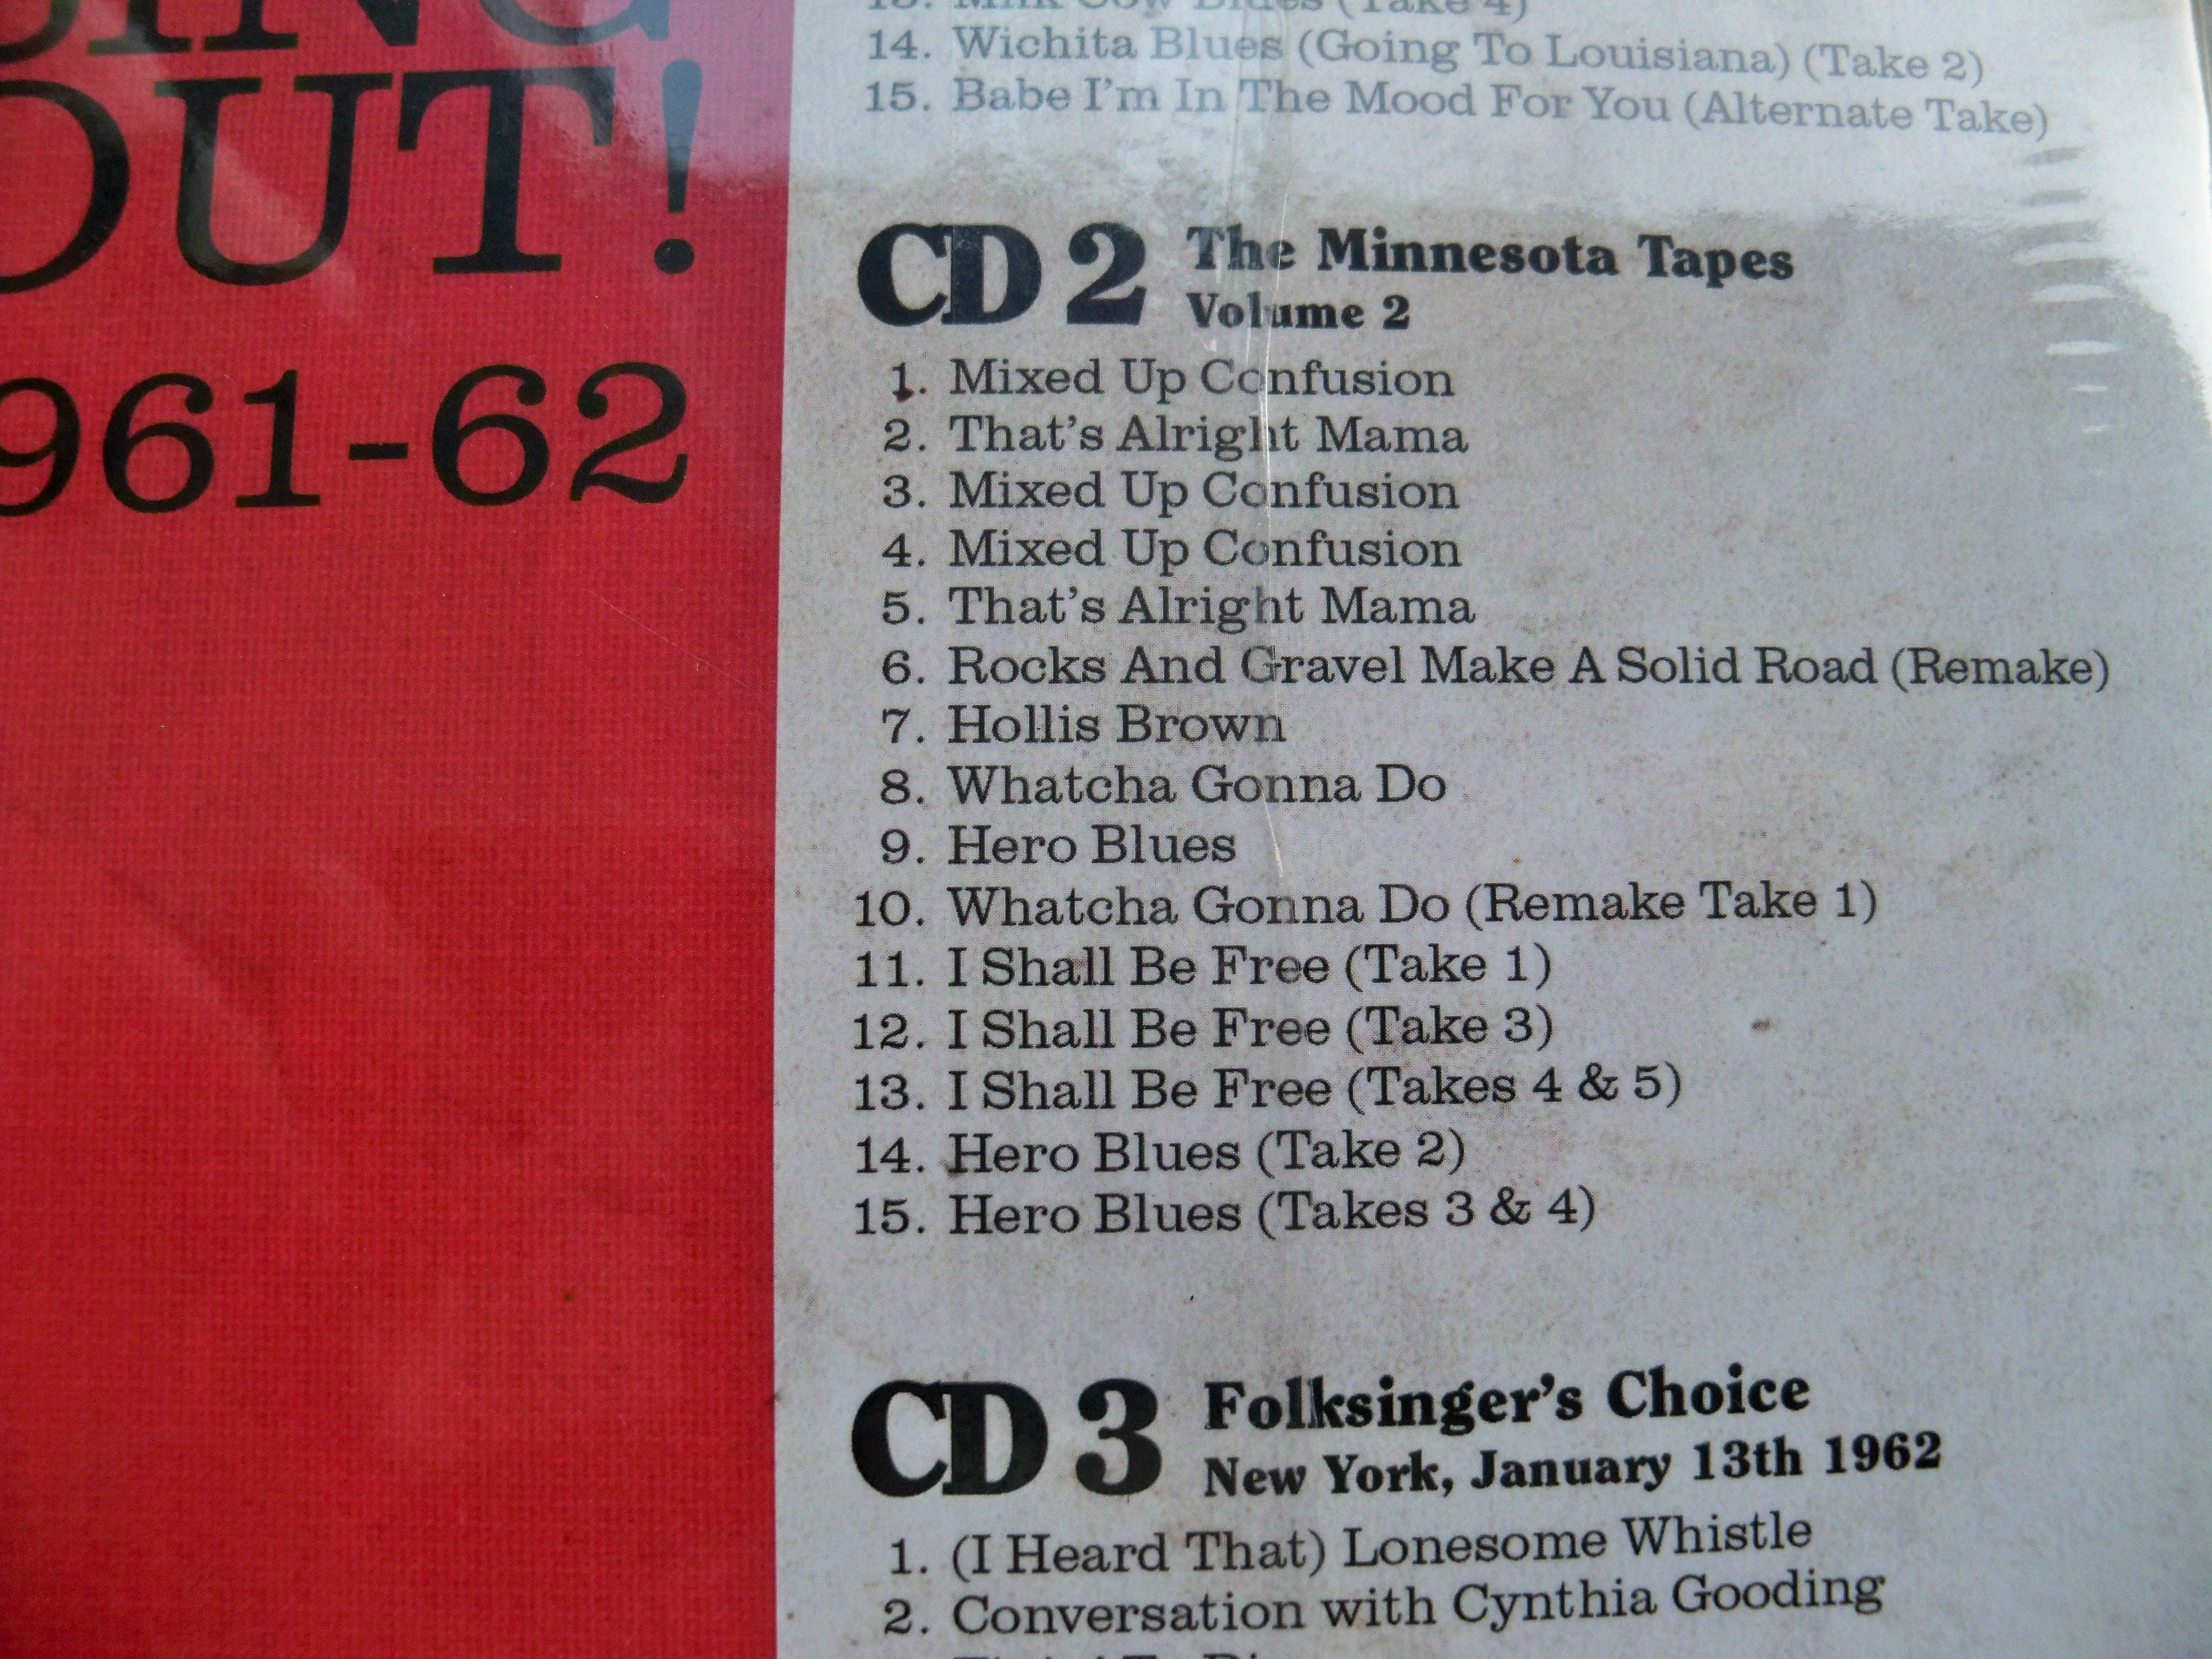 OUT!
961-62
13. Milk Cow Blues (Take 4)
14. Wichita Blues (Going To Louisiana) (Take 2)
15. Babe I'm In The Mood For You (Alternate Take)
CD 2 The Minnesota Tapes
Volume 2
1. Mixed Up Confusion
2. That's Alright Mama
3. Mixed Up Confusion
4. Mixed Up Confusion
5. That's Alright Mama
6. Rocks And Gravel Make A Solid Road (Remake)
7. Hollis Brown
8. Whatcha Gonna Do
9. Hero Blues
10. Whatcha Gonna Do (Remake Take 1)
11. I Shall Be Free (Take 1)
12. I Shall Be Free (Take 3)
13. I Shall Be Free (Takes 4 & 5)
14. Hero Blues (Take 2)
15. Hero Blues (Takes 3 & 4)
CD 3 Folksinger's Choice
New York, January 13th 1962
1. (I Heard That) Lonesome Whistle
2. Conversation with Cynthia Gooding